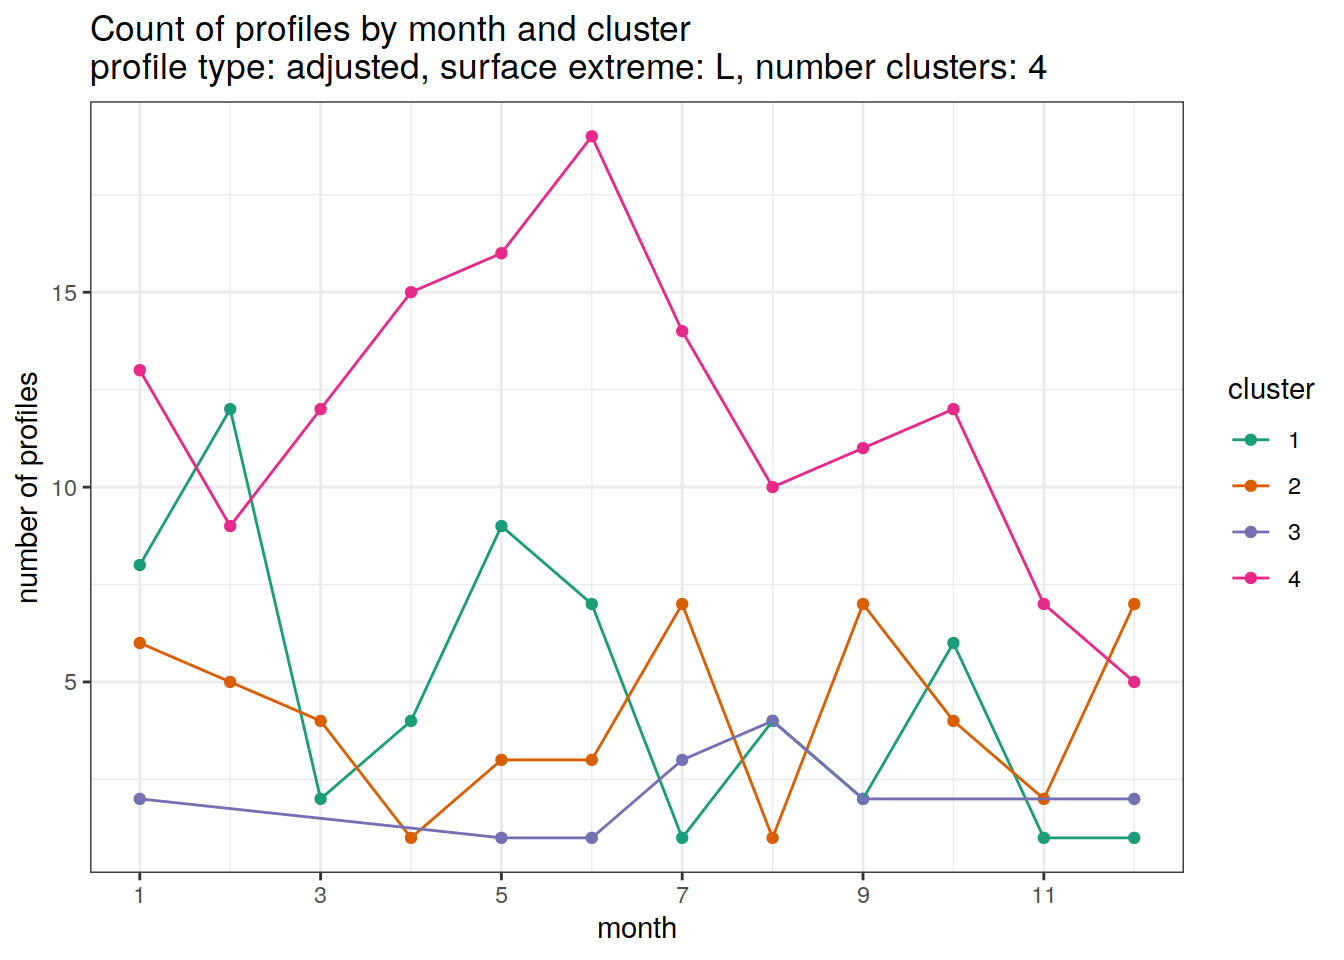 Count of profiles by month and cluster
profile type: adjusted, surface extreme: L, number clusters: 4
15
10
5
number of profiles
1 3 5 7 9 11
month
cluster
1
2
3
4